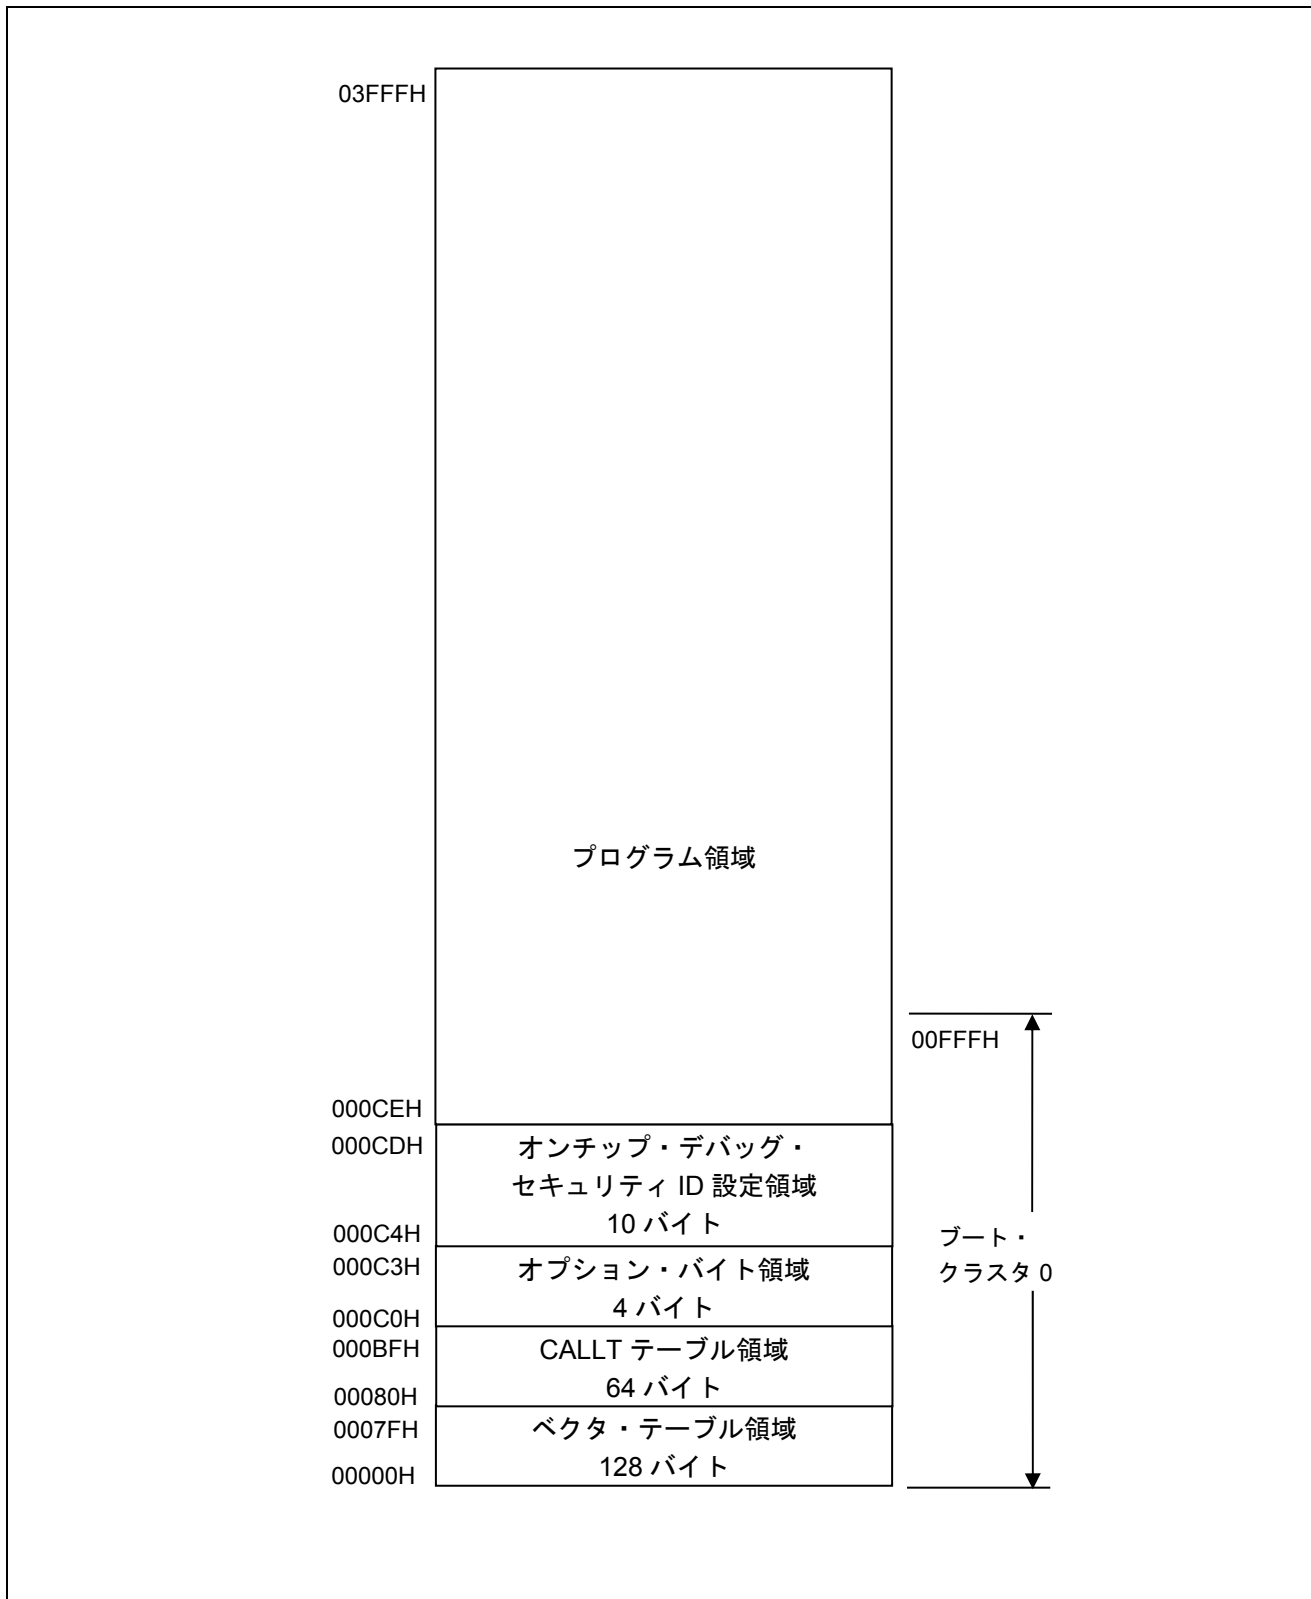 03FFFH
プログラム領域
00FFFH
000CEH
000CDH
オンチップ・デバッグ・
セキュリティ ID 設定領域
10 バイト
000C4H
ブート・
クラスタ 0
000C3H
オプション・バイト領域
4 バイト
000C0H
000BFH
CALLT テーブル領域
64 バイト
00080H
0007FH
ベクタ・テーブル領域
128 バイト
00000H